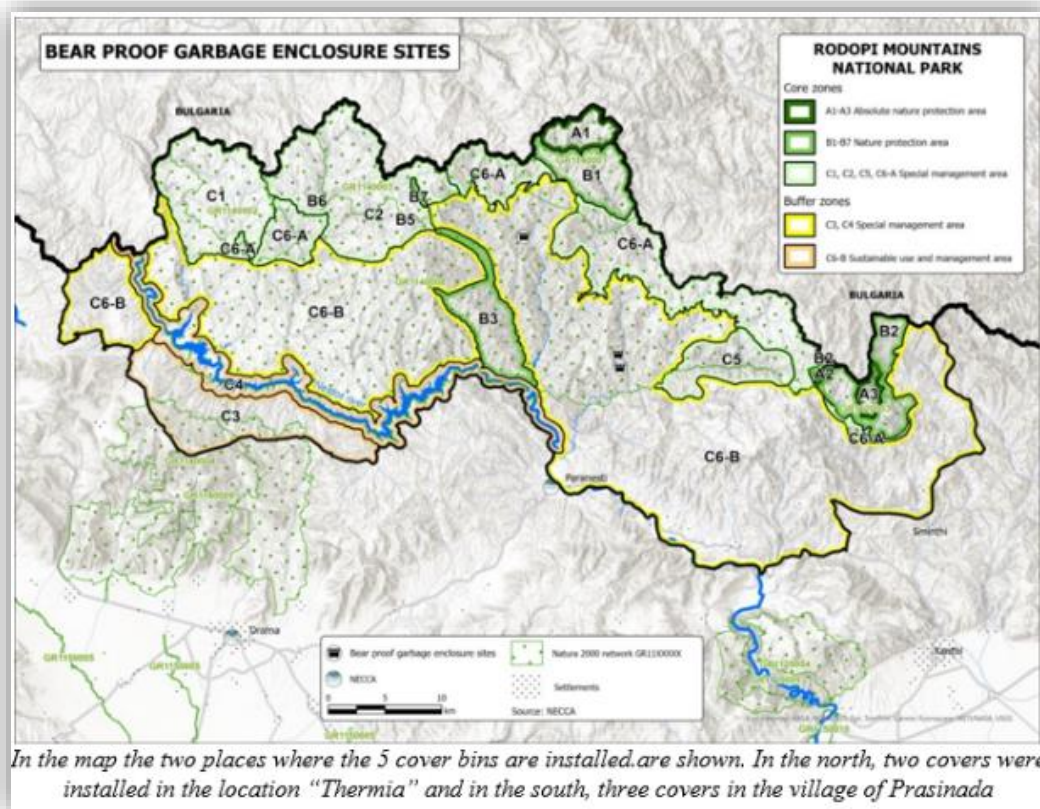 BEAR PROOF GARBAGE ENCLOSURE SITES
RODOPI MOUNTAINS
NATIONAL PARK
Core zones
A1-A3 Absolute nature protection area
B1-B7 Nature protection area
C1, C2, C5, C6-A Special management area
Buffer zones
C3, C4 Special management area
C6-B Sustainable use and management area
BULGARIA
A1
C6-A
B1
C1
B6
B7
C2
B5
C6-A
C6-A
C6-A
BULGARIA
C6-B
C6-B
B3
B2
C5
B2
A2
A3
C4
C3
C6-A
C6-B
Paranesti
Sminthi
Drama
Xanthi
GR1150005
Bear proof garbage enclosure sites
Natura 2000 network GR11XXXXX
NECCA
Settlements
0 5 10
km
Source: NECCA
In the map the two places where the 5 cover bins are installed.are shown. In the north, two covers were
installed in the location “Thermia” and in the south, three covers in the village of Prasinada